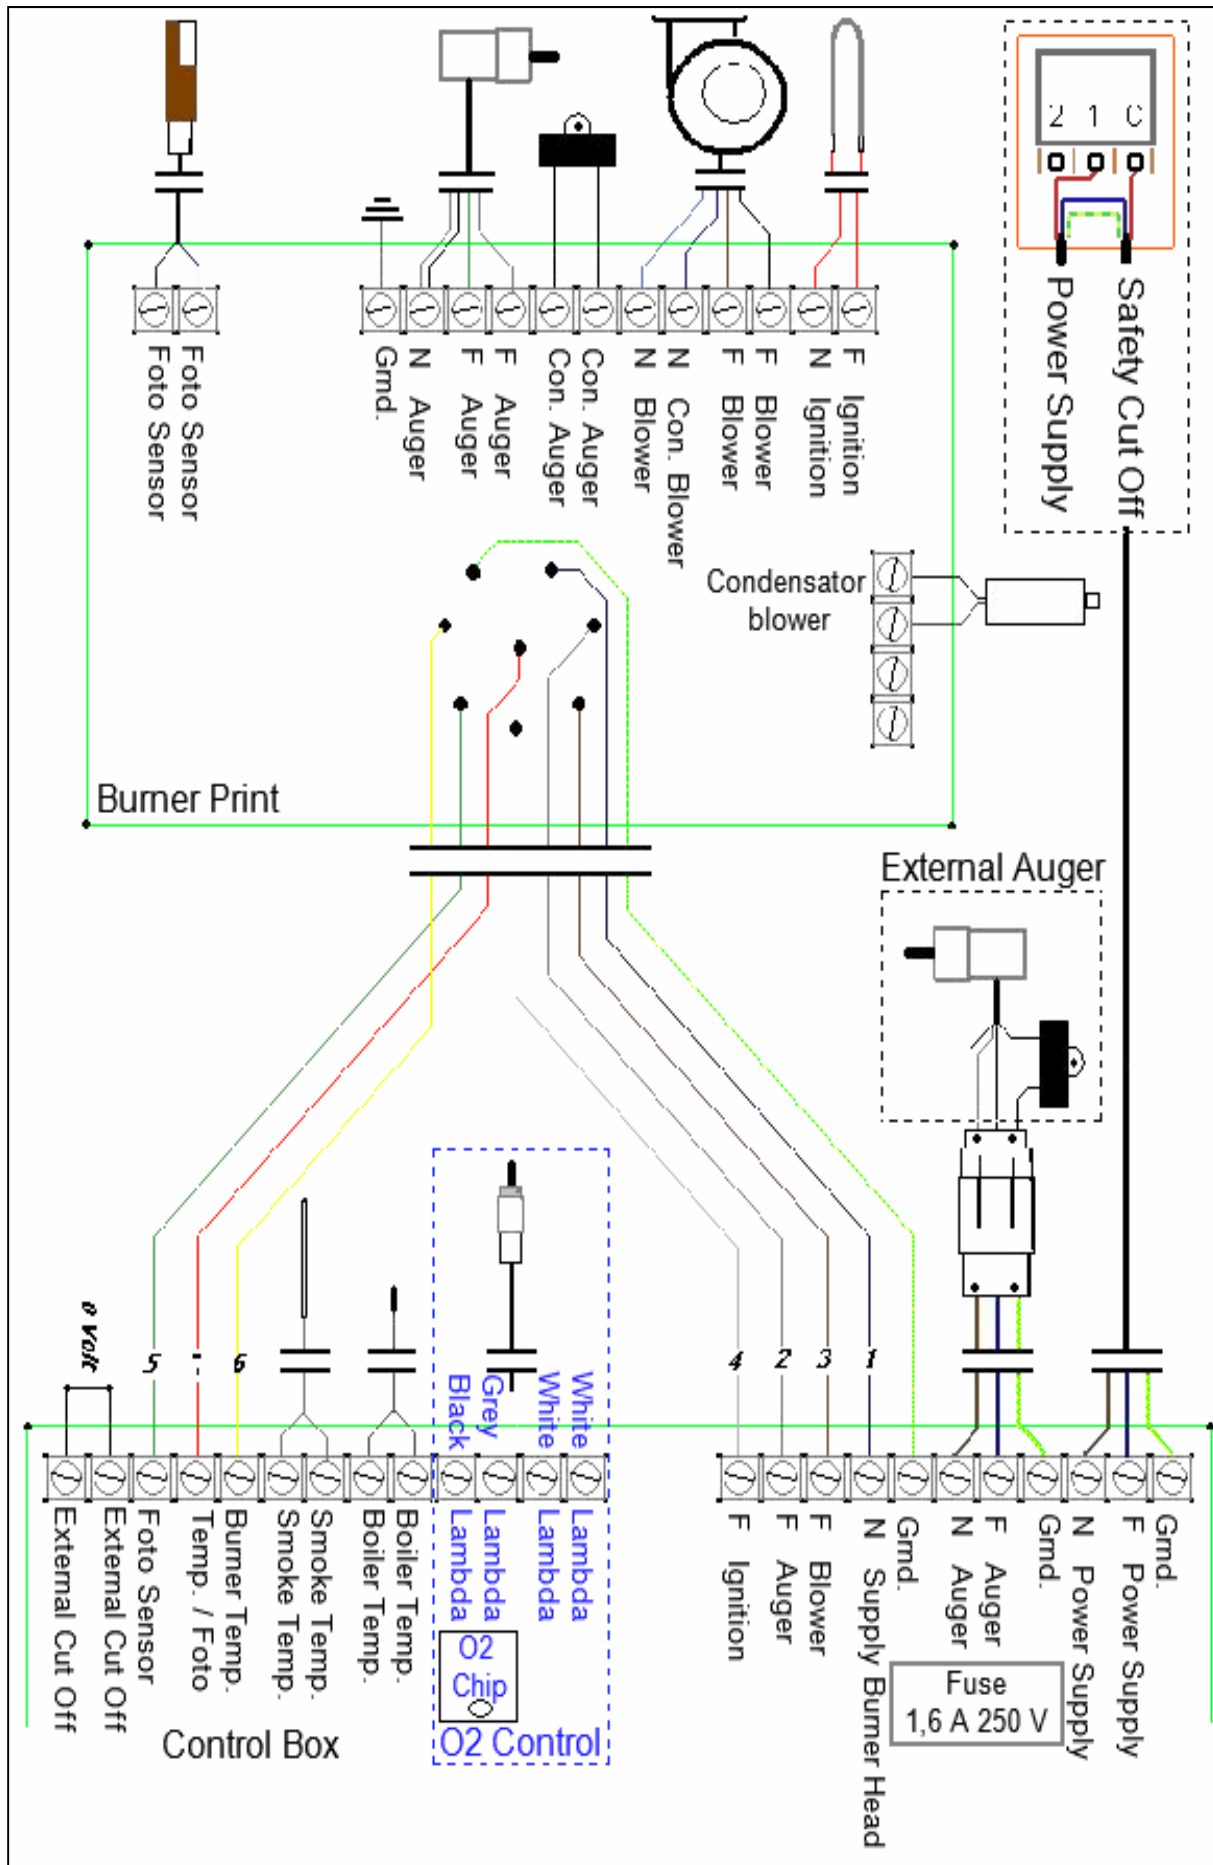 2 1 C
Power Supply
Safety Cut Off
Foto Sensor
Foto Sensor
Grnd.
N Auger
F Auger
F Auger
Con. Auger
Con. Auger
N Blower
N Con. Blower
F Blower
F Blower
N Ignition
F Ignition
Condensator
blower
Burner Print
External Auger
0 Volt
5
-
6
4
2
3
1
Black
Grey
White
White
External Cut Off
External Cut Off
Foto Sensor
Temp. / Foto
Burner Temp.
Smoke Temp.
Smoke Temp.
Boiler Temp.
Boiler Temp.
Lambda
Lambda
Lambda
Lambda
F Ignition
F Auger
F Blower
N Supply Burner Head
Grnd.
N Auger
F Auger
Grnd.
N Power Supply
F Power Supply
Grnd.
O2
Chip
O2 Control
Control Box
Fuse
1,6 A 250 V